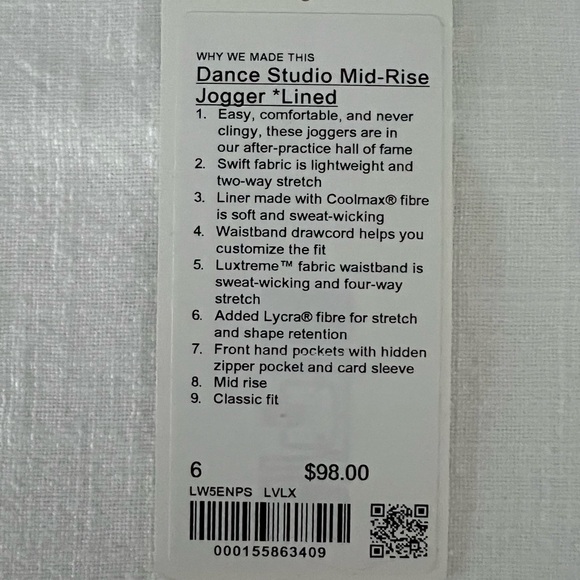 WHY WE MADE THIS
Dance Studio Mid-Rise
Jogger *Lined
1. Easy, comfortable, and never
clingy, these joggers are in
our after-practice hall of fame
2. Swift fabric is lightweight and
two-way stretch
3. Liner made with Coolmax® fibre
is soft and sweat-wicking
4. Waistband drawcord helps you
customize the fit
5. Luxtreme™ fabric waistband is
sweat-wicking and four-way
stretch
6. Added Lycra® fibre for stretch
and shape retention
7. Front hand pockets with hidden
zipper pocket and card sleeve
8. Mid rise
9. Classic fit
6 $98.00
LW5ENPS LVLX
000155863409